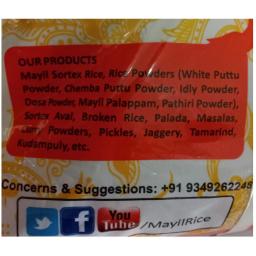 OUR PRODUCTS
Mayil Sortex Rice, Rice Powders (White Puttu
Powder, Chemba Puttu Powder, Idly Powder,
Dosa Powder, Mayil Palappam, Pathiri Powder),
Sortex Aval, Broken Rice, Palada, Masalas,
Curry Powders, Pickles, Jaggery, Tamarind,
Kudampuly, etc.
Concerns & Suggestions: +91 9349262248
You Tube /MayilRice